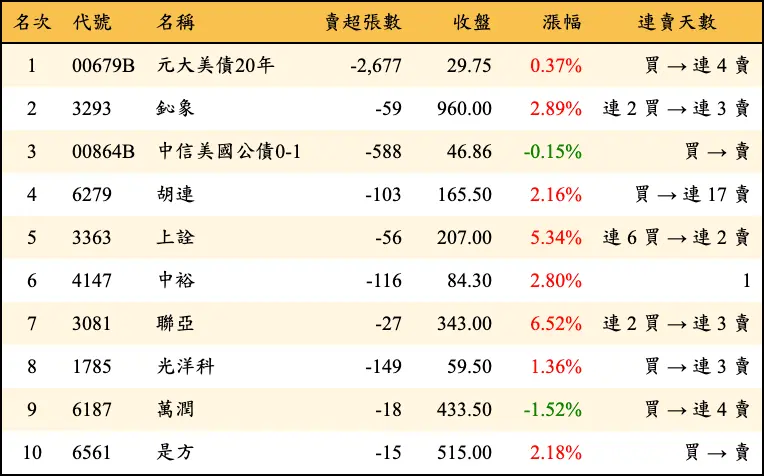 名次 代號 名稱 賣超張數 收盤 漲幅 連賣天數
1 00679B 元大美債20年 -2,677 29.75 0.37% 買 → 連 4 賣
2 3293 鈊象 -59 960.00 2.89% 連 2 買 → 連 3 賣
3 00864B 中信美國公債0-1 -588 46.86 -0.15% 買 → 賣
4 6279 胡連 -103 165.50 2.16% 買 → 連 17 賣
5 3363 上詮 -56 207.00 5.34% 連 6 買 → 連 2 賣
6 4147 中裕 -116 84.30 2.80% 1
7 3081 聯亞 -27 343.00 6.52% 連 2 買 → 連 3 賣
8 1785 光洋科 -149 59.50 1.36% 買 → 連 3 賣
9 6187 萬潤 -18 433.50 -1.52% 買 → 連 4 賣
10 6561 是方 -15 515.00 2.18% 買 → 賣